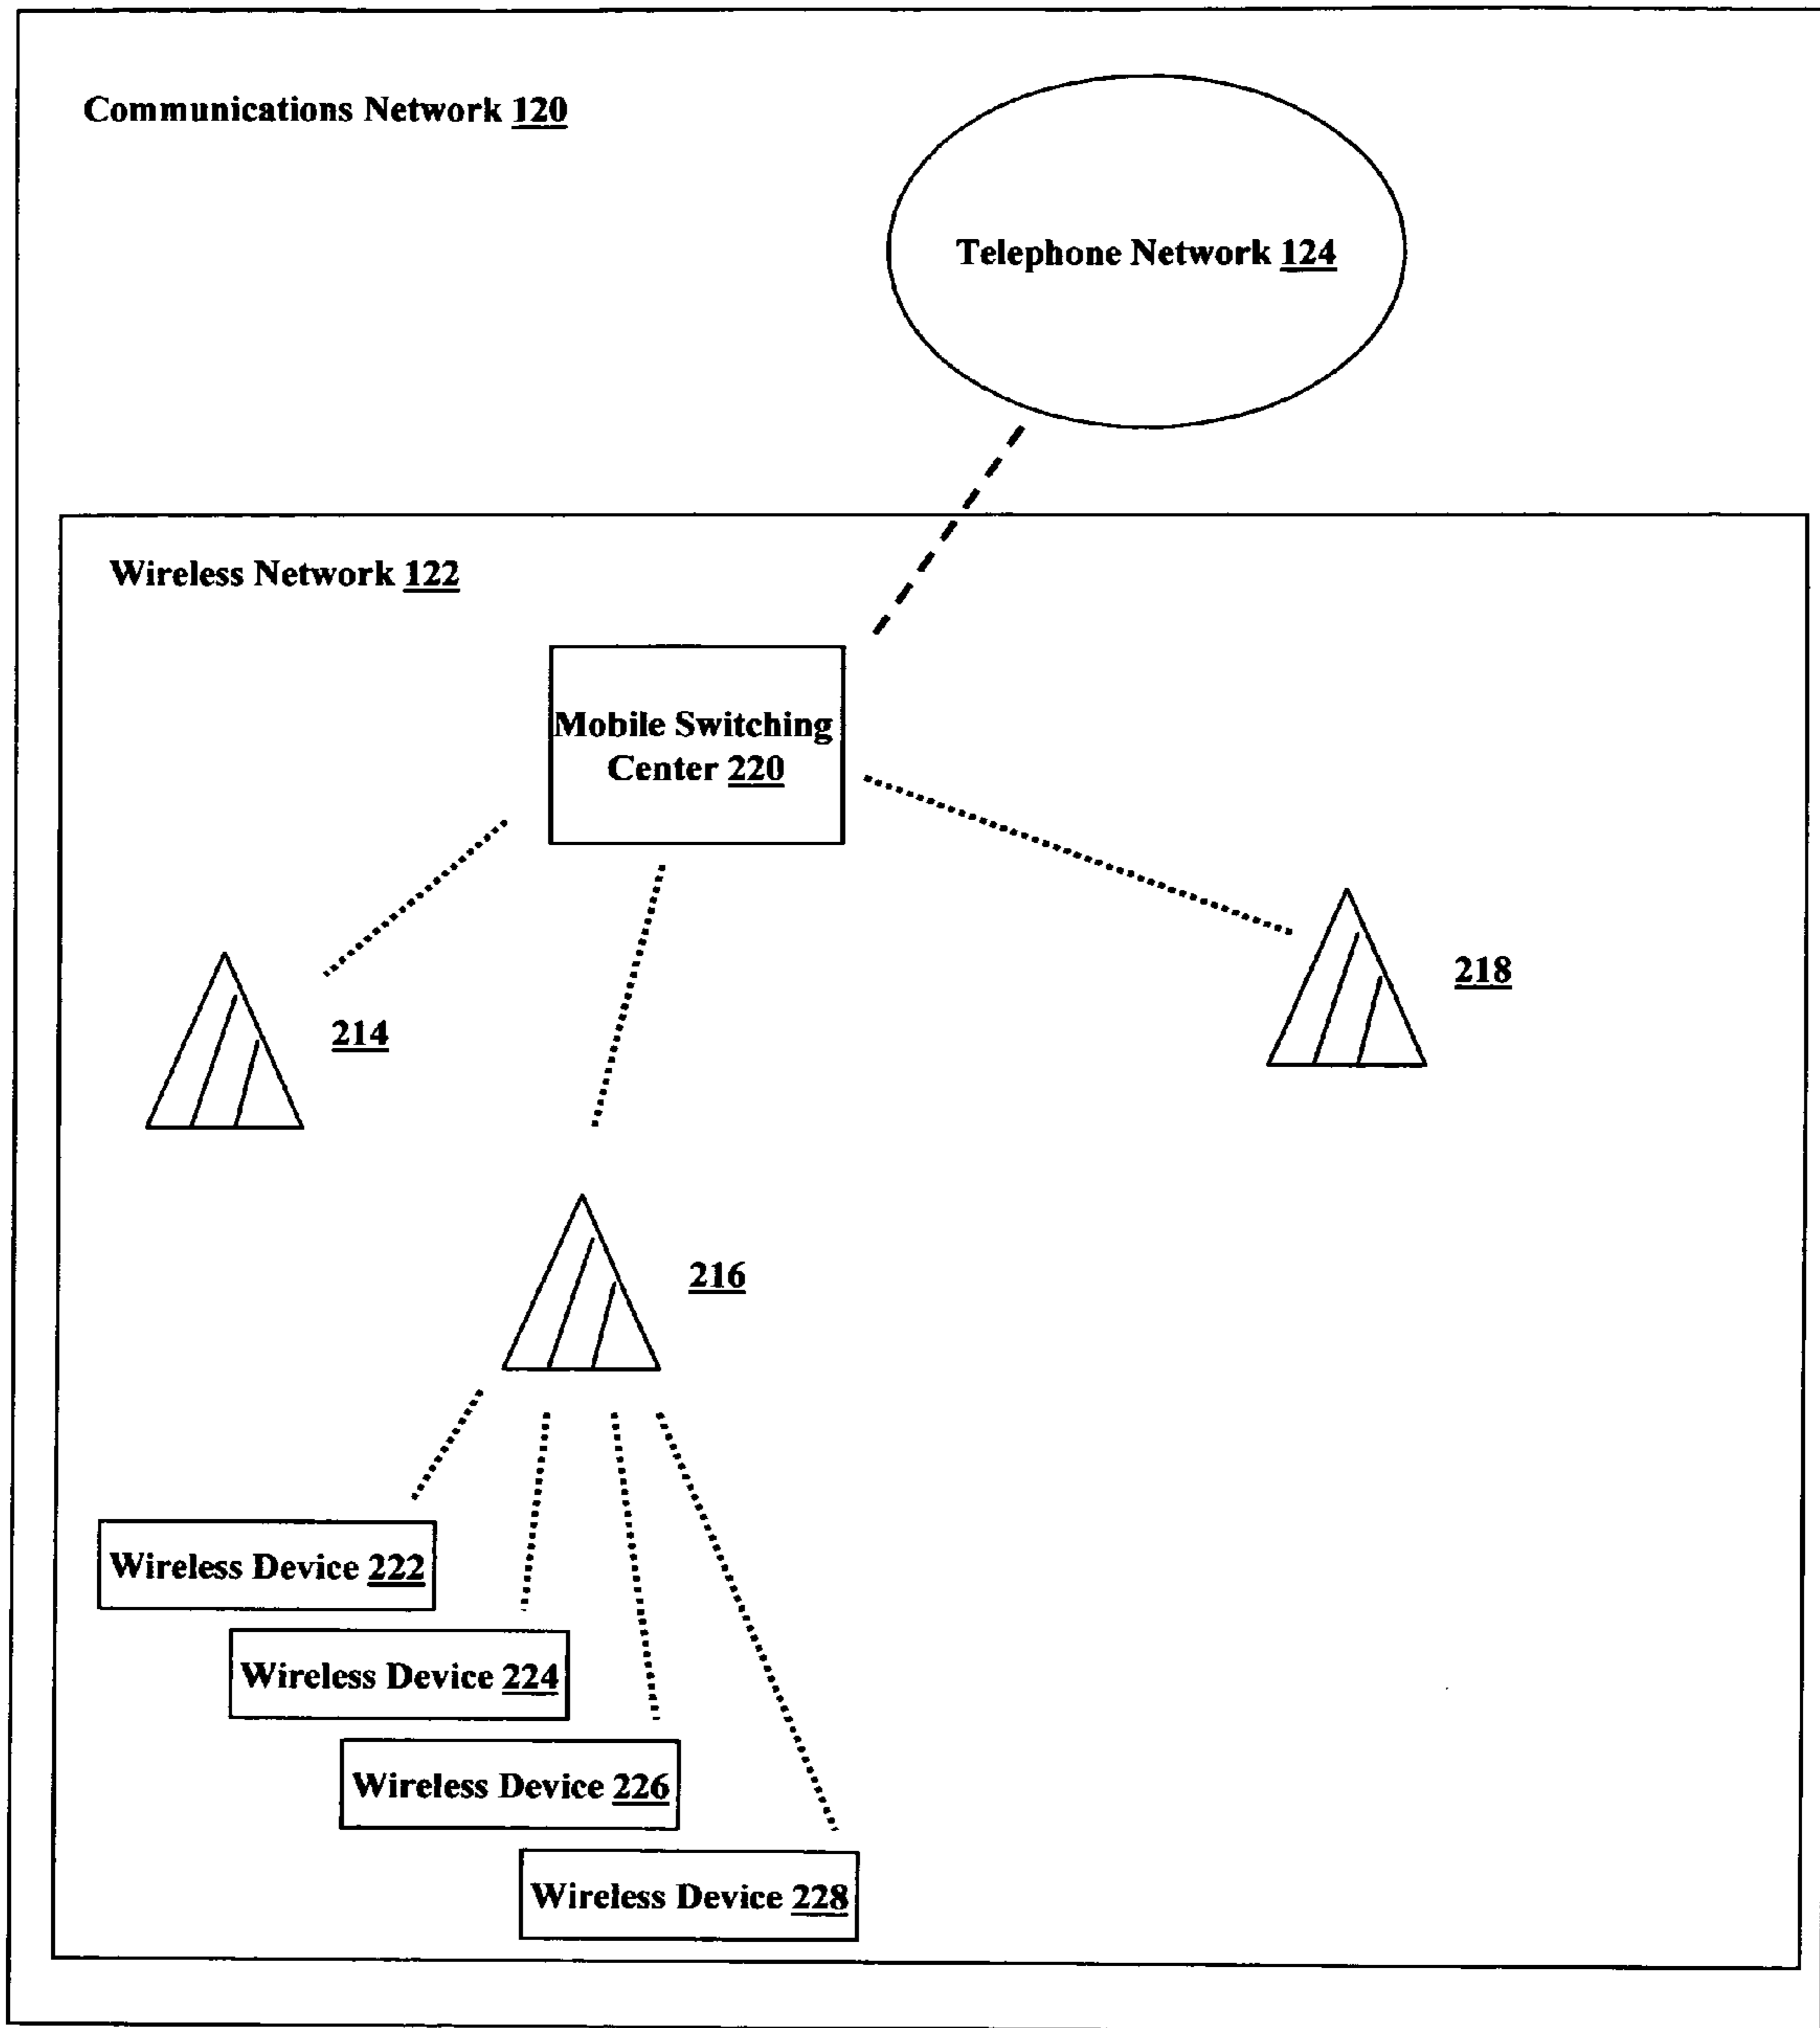 Communications Network 120
Telephone Network 124
Wireless Network 122
Mobile Switching
Center 220
218
214
216
Wireless Device 222
Wireless Device 224
Wireless Device 226
Wireless Device 228